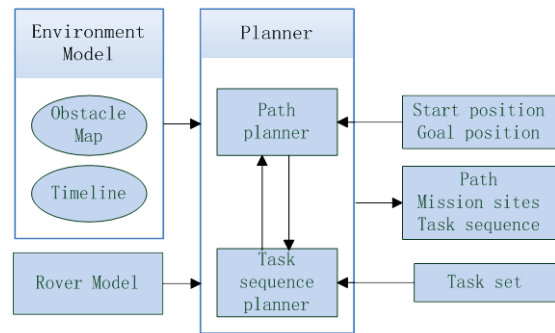 Environment
Model
Obstacle
Map
Timeline
Rover Model
Planner
Path
planner
Task
sequence
planner
Start position
Goal position
Path
Mission sites
Task sequence
Task set